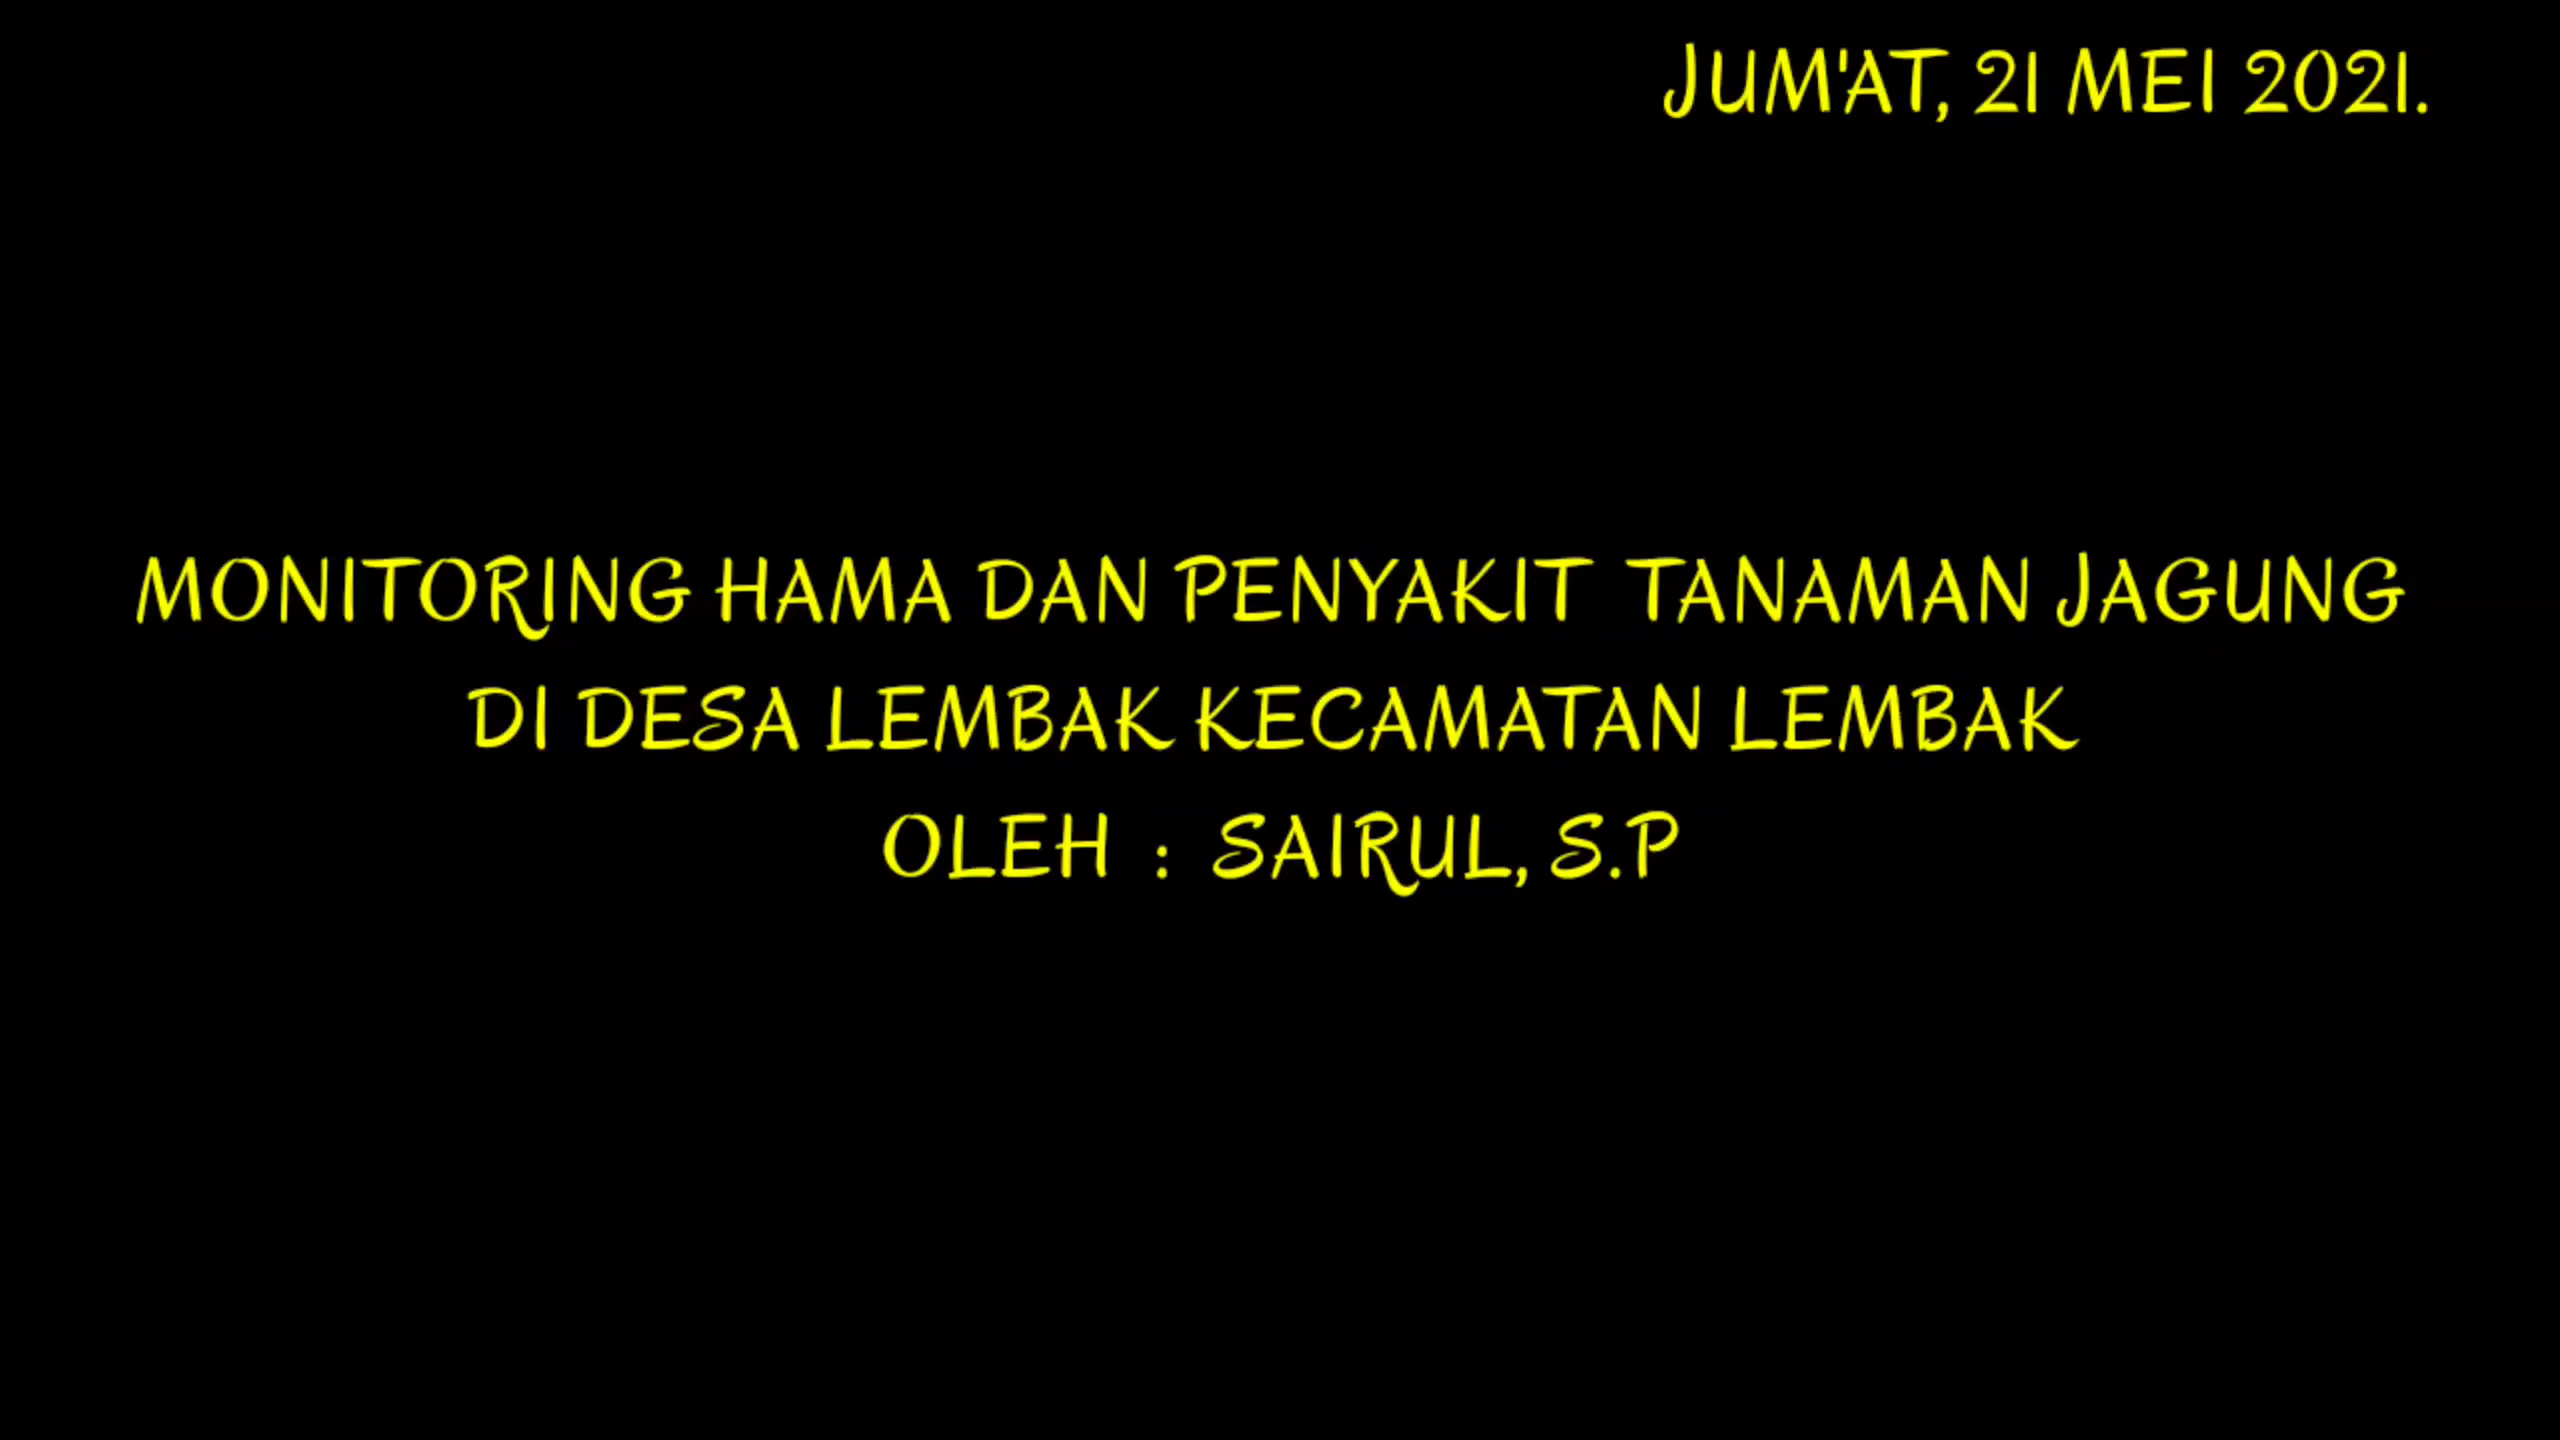 JUM'AT, 21 MEI 2021.
MONITORING HAMA DAN PENYAKIT TANAMAN JAGUNG
DI DESA LEMBAK KECAMATAN LEMBAK
OLEH : SAIRUL, S.P